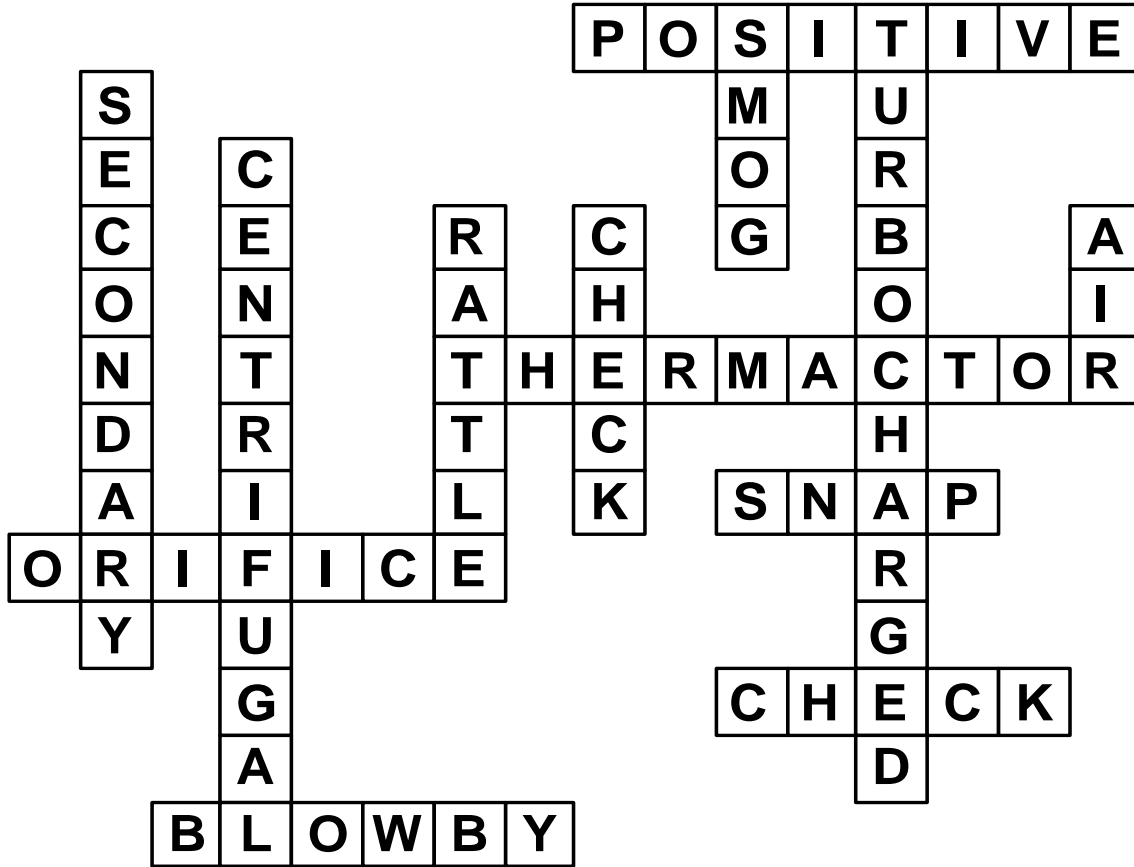 POSITIVE
SMOG
TURBOCHARGED
SECONDARY
CENTRIFUGAL
RATTLE
CHECK
AIR
THERMACTOR
SNAP
ORIFICE
CHECK
BLOWBY